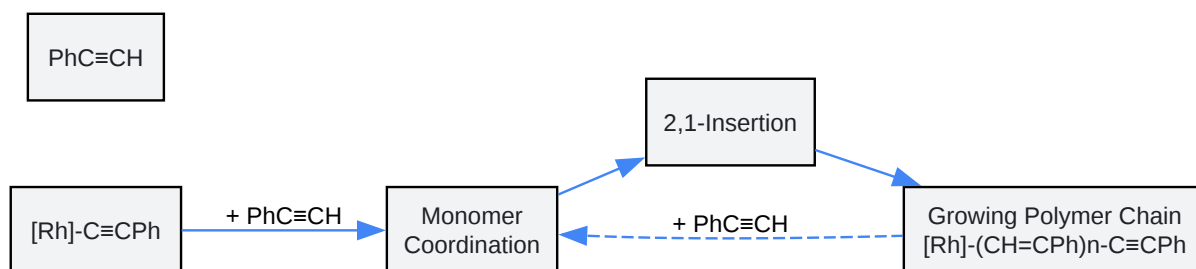 PhC≡CH
2,1-Insertion
[Rh]-C≡CPh
+ PhC≡CH
Monomer
Coordination
+ PhC≡CH
Growing Polymer Chain
[Rh]-(CH=CPh)n-C≡CPh